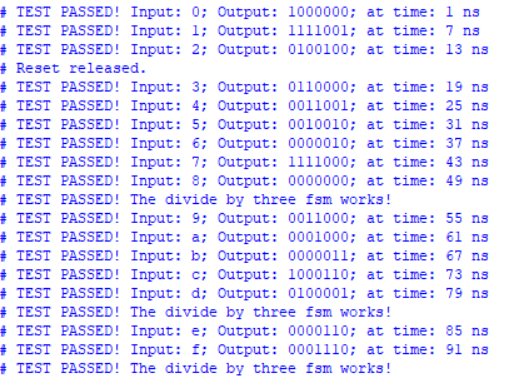 # TEST PASSED! Input: 0; Output: 1000000; at time: 1 ns
# TEST PASSED! Input: 1; Output: 1111001; at time: 7 ns
# TEST PASSED! Input: 2; Output: 0100100; at time: 13 ns
# Reset released.
# TEST PASSED! Input: 3; Output: 0110000; at time: 19 ns
# TEST PASSED! Input: 4; Output: 0011001; at time: 25 ns
# TEST PASSED! Input: 5; Output: 0010010; at time: 31 ns
# TEST PASSED! Input: 6; Output: 0000010; at time: 37 ns
# TEST PASSED! Input: 7; Output: 1111000; at time: 43 ns
# TEST PASSED! Input: 8; Output: 0000000; at time: 49 ns
# TEST PASSED! The divide by three fsm works!
# TEST PASSED! Input: 9; Output: 0011000; at time: 55 ns
# TEST PASSED! Input: a; Output: 0001000; at time: 61 ns
# TEST PASSED! Input: b; Output: 0000011; at time: 67 ns
# TEST PASSED! Input: c; Output: 1000110; at time: 73 ns
# TEST PASSED! Input: d; Output: 0100001; at time: 79 ns
# TEST PASSED! The divide by three fsm works!
# TEST PASSED! Input: e; Output: 0000110; at time: 85 ns
# TEST PASSED! Input: f; Output: 0001110; at time: 91 ns
# TEST PASSED! The divide by three fsm works!